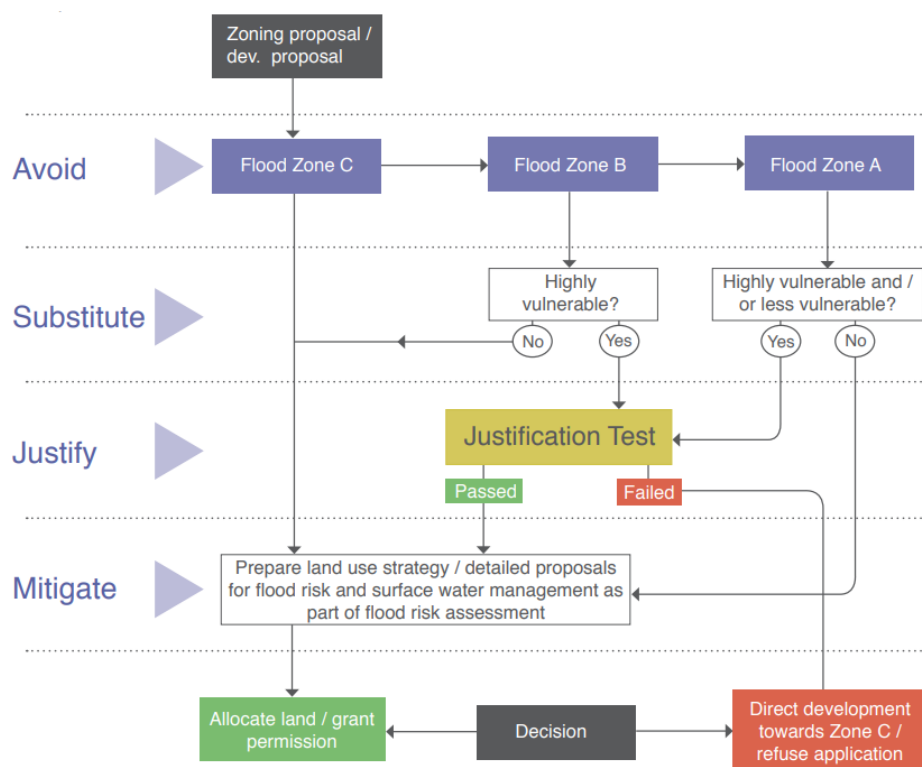 Zoning proposal /
dev. proposal
Avoid
Flood Zone C
Flood Zone B
Flood Zone A
Substitute
Highly
vulnerable?
No
Yes
Highly vulnerable and /
or less vulnerable?
Yes
No
Justify
Justification Test
Passed
Failed
Mitigate
Prepare land use strategy / detailed proposals
for flood risk and surface water management as
part of flood risk assessment
Allocate land / grant
permission
Decision
Direct development
towards Zone C /
refuse application